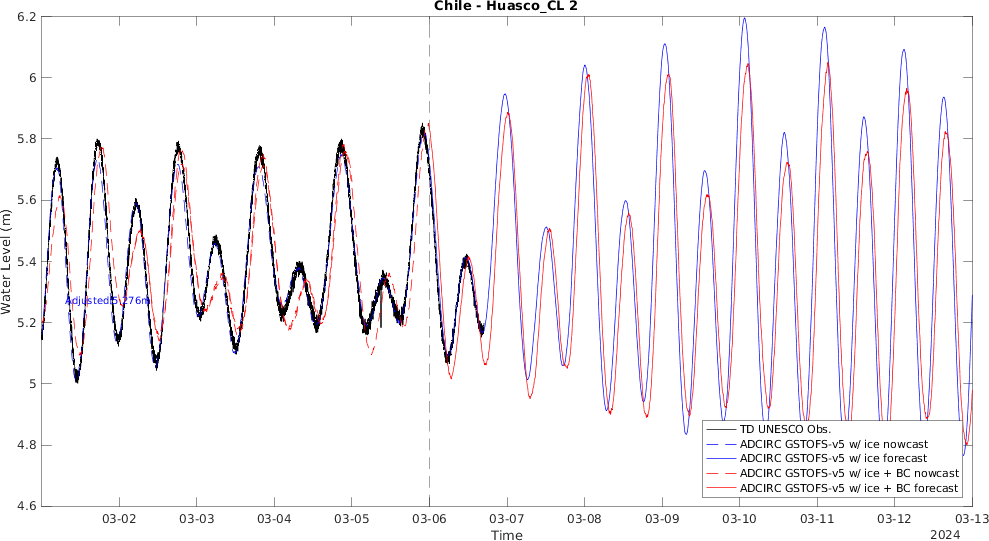 Chile - Huasco_CL 2
Water Level (m)
6.2
6
5.8
5.6
5.4
5.2
5
4.8
4.6
Adjusted 5.276m
TD UNESCO Obs.
ADCIRC GSTOFS-v5 w/ ice nowcast
ADCIRC GSTOFS-v5 w/ ice forecast
ADCIRC GSTOFS-v5 w/ ice + BC nowcast
ADCIRC GSTOFS-v5 w/ ice + BC forecast
03-02 03-03 03-04 03-05 03-06 03-07 03-08 03-09 03-10 03-11 03-12 03-13
Time
2024